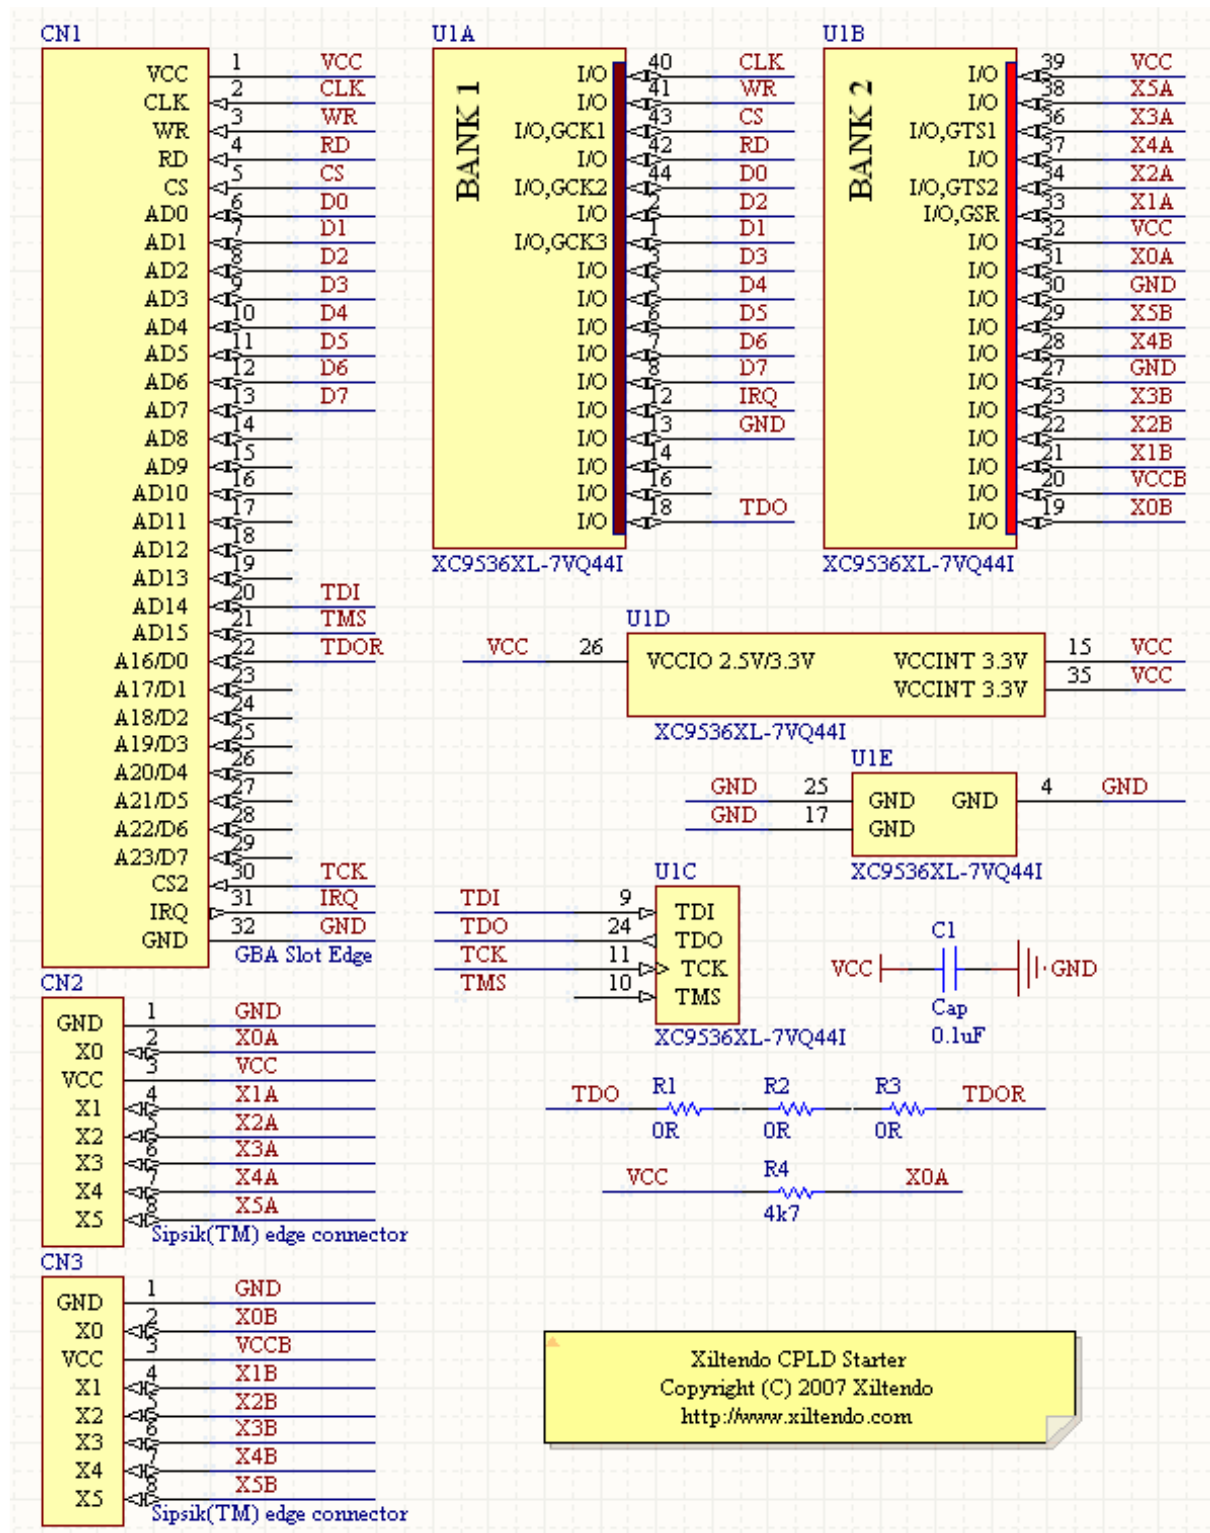 CN1
VCC 1 VCC
CLK 2 CLK
WR 3 WR
RD 4 RD
CS 5 CS
AD0 6 D0
AD1 7 D1
AD2 8 D2
AD3 9 D3
AD4 10 D4
AD5 11 D5
AD6 12 D6
AD7 13 D7
AD8 14
AD9 15
AD10 16
AD11 17
AD12 18
AD13 19
AD14 20 TDI
AD15 21 TMS
A16/D0 22 TDOR
A17/D1 23
A18/D2 24
A19/D3 25
A20/D4 26
A21/D5 27
A22/D6 28
A23/D7 29
CS2 30 TCK
IRQ 31 IRQ
GND 32 GND
GBA Slot Edge
U1A
BANK 1
I/O 40 CLK
I/O 41 WR
I/O,GCK1 43 CS
I/O 42 RD
I/O,GCK2 44 D0
I/O 2 D2
I/O,GCK3 1 D1
I/O 3 D3
I/O 5 D4
I/O 6 D5
I/O 7 D6
I/O 8 D7
I/O 12 IRQ
I/O 13 GND
I/O 14
I/O 16
I/O 18 TDO
XC9536XL-7VQ44I
U1B
BANK 2
I/O 39 VCC
I/O 38 X5A
I/O,GTS1 36 X3A
I/O 37 X4A
I/O,GTS2 34 X2A
I/O,GSR 33 X1A
I/O 32 VCC
I/O 31 X0A
I/O 30 GND
I/O 29 X5B
I/O 28 X4B
I/O 27 GND
I/O 23 X3B
I/O 22 X2B
I/O 21 X1B
I/O 20 VCCB
I/O 19 X0B
XC9536XL-7VQ44I
U1D
VCC 26 VCCIO 2.5V/3.3V VCCINT 3.3V 15 VCC
VCCINT 3.3V 35 VCC
XC9536XL-7VQ44I
U1E
GND 25 GND GND 4 GND
GND 17 GND
XC9536XL-7VQ44I
U1C
TDI 9 TDI
TDO 24 TDO
TCK 11 TCK
TMS 10 TMS
XC9536XL-7VQ44I
C1
VCC GND
Cap
0.1uF
R1 R2 R3
TDO TDOR
0R 0R 0R
R4
VCC X0A
4k7
CN2
GND 1 GND
X0 2 X0A
VCC 3 VCC
X1 4 X1A
X2 5 X2A
X3 6 X3A
X4 7 X4A
X5 8 X5A
Sipsik(TM) edge connector
CN3
GND 1 GND
X0 2 X0B
VCC 3 VCCB
X1 4 X1B
X2 5 X2B
X3 6 X3B
X4 7 X4B
X5 8 X5B
Sipsik(TM) edge connector
Xiltendo CPLD Starter
Copyright (C) 2007 Xiltendo
http://www.xiltendo.com